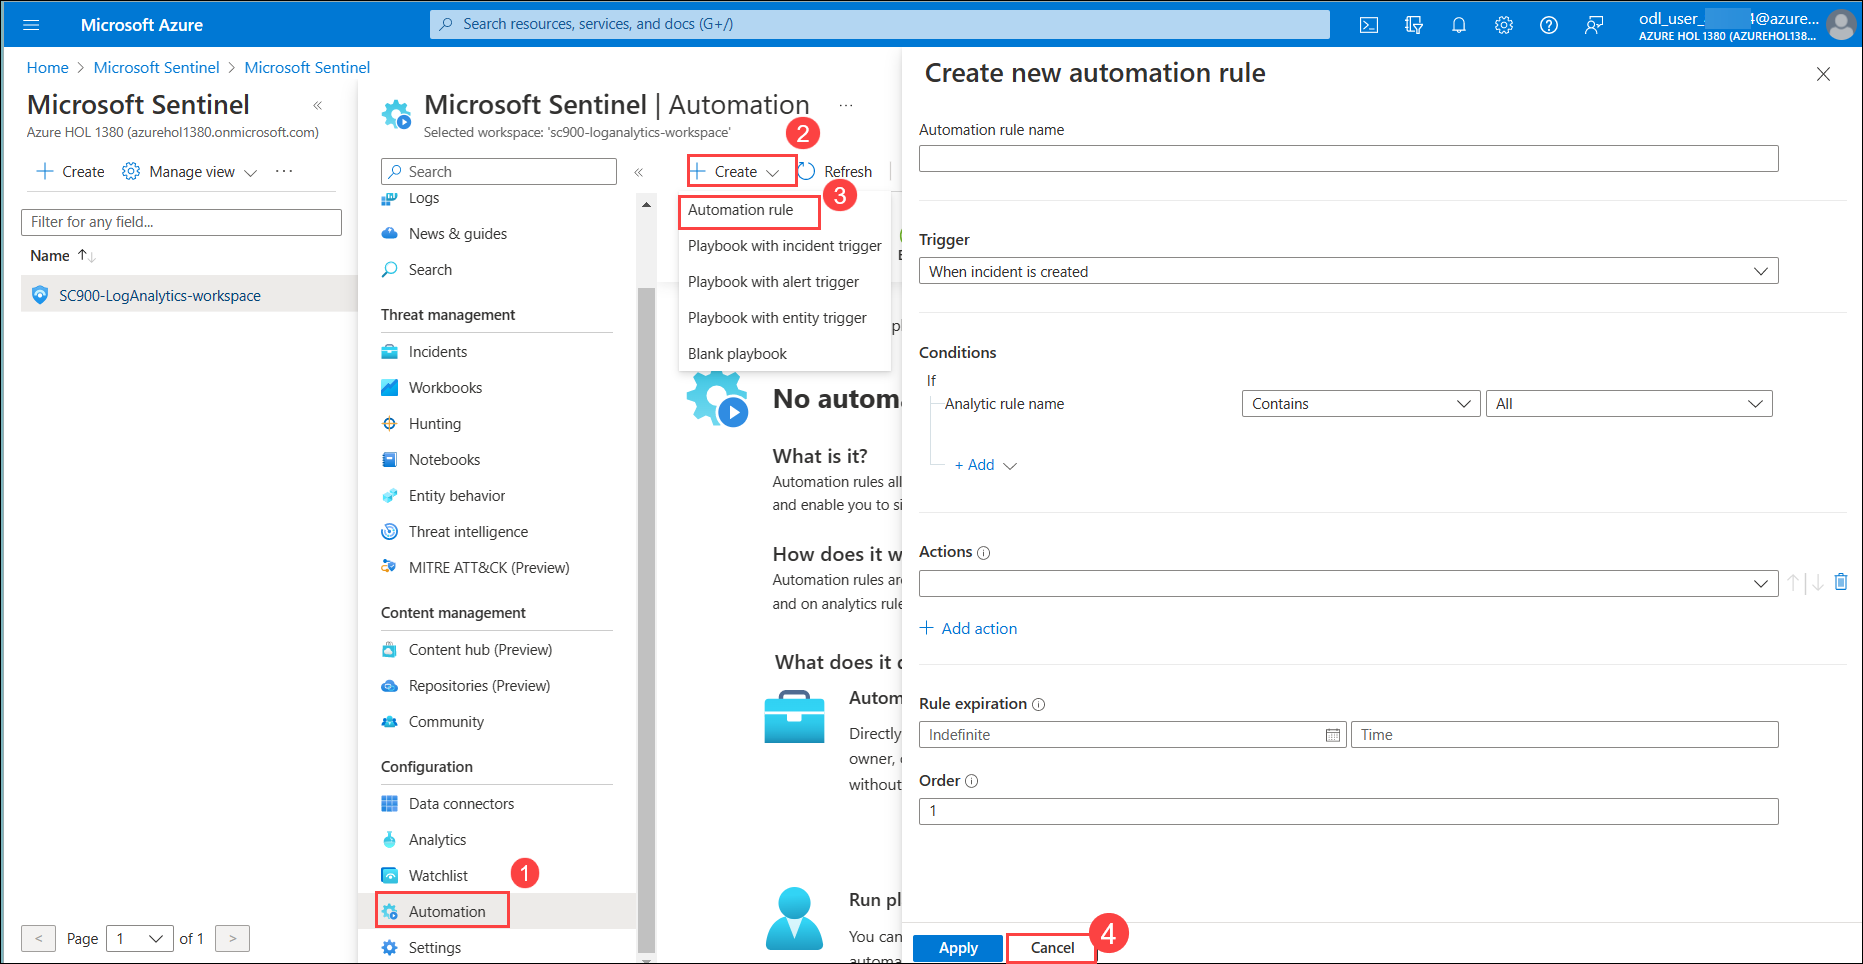 Microsoft Azure
Search resources, services, and docs (G+/)
odl_user_ 4@azure...
AZURE HOL 1380 (AZUREHOL138...
Home > Microsoft Sentinel > Microsoft Sentinel
Microsoft Sentinel
«
Azure HOL 1380 (azurehol1380.onmicrosoft.com)
+ Create
Manage view
...
Filter for any field...
Name ↑↓
SC900-LogAnalytics-workspace
< Page 1 of 1 >
Microsoft Sentinel | Automation
...
Selected workspace: 'sc900-loganalytics-workspace'
Search
«
Logs
News & guides
Search
Threat management
Incidents
Workbooks
Hunting
Notebooks
Entity behavior
Threat intelligence
MITRE ATT&CK (Preview)
Content management
Content hub (Preview)
Repositories (Preview)
Community
Configuration
Data connectors
Analytics
Watchlist
1
Automation
Settings
2
+ Create
Refresh
3
Automation rule
Playbook with incident trigger
Playbook with alert trigger
Playbook with entity trigger
Blank playbook
No autom
What is it?
Automation rules all
and enable you to si
How does it w
Automation rules are
and on analytics rule
What does it d
Autom
Directly
owner,
without
Run pl
You can
automa
Create new automation rule
Automation rule name
Trigger
When incident is created
Conditions
If
Analytic rule name
Contains
All
+ Add
Actions
+ Add action
Rule expiration
Indefinite
Time
Order
1
Apply
Cancel
4